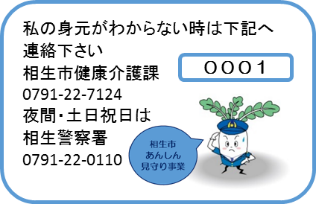 私の身元がわからない時は下記へ
連絡下さい
相生市健康介護課
0791-22-7124
夜間・土日祝日は
相生警察署
0791-22-0110
0001
相生市
あんしん
見守り事業